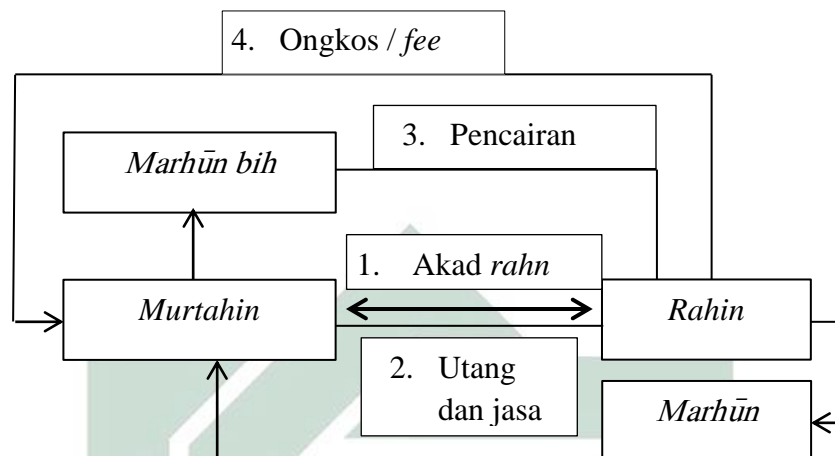 4. Ongkos / fee
3. Pencairan
Marhūn bih
1. Akad rahn
Murtahin
Rahin
2. Utang
dan jasa
Marhūn